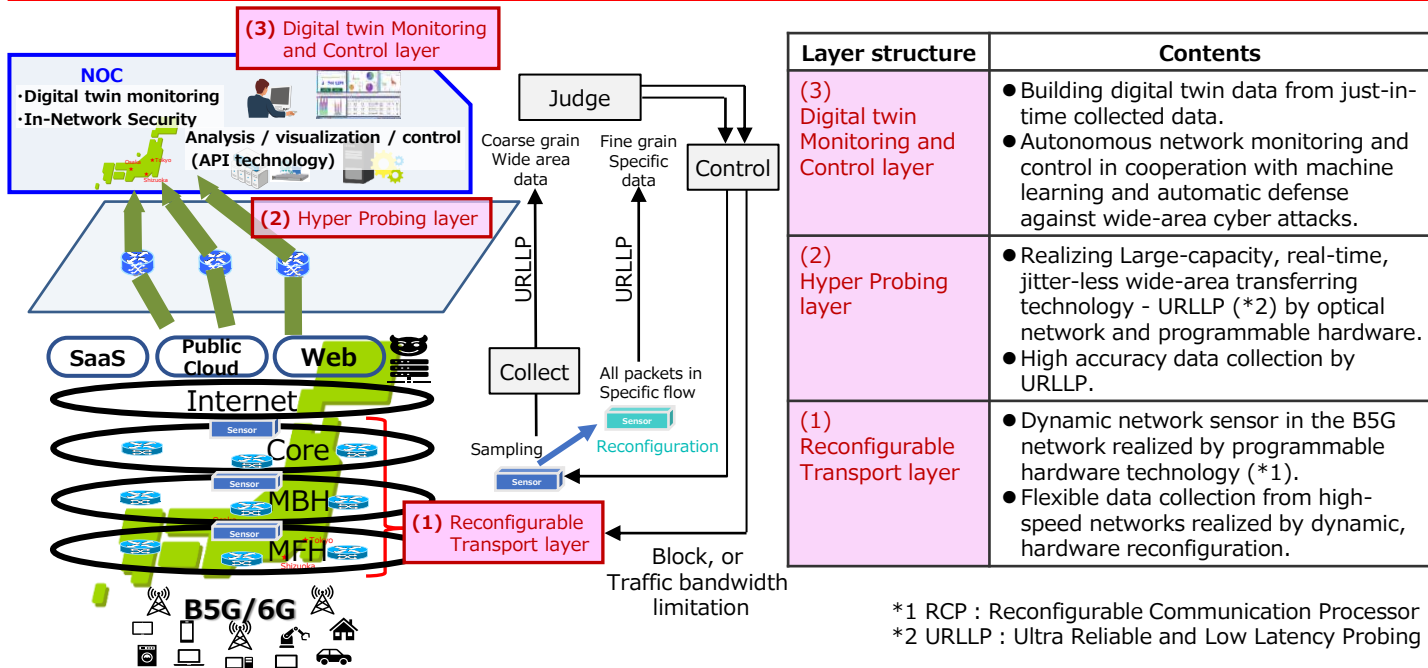 (3) Digital twin Monitoring
and Control layer
NOC
・Digital twin monitoring
・In-Network Security
Analysis / visualization / control
(API technology)
Osaka
Tokyo
Shizuoka
(2) Hyper Probing layer
SaaS
Public
Cloud
Web
Internet
Sensor
Core
Sensor
MBH
Sensor
MFH
Tokyo
Shizuoka
B5G/6G
(1) Reconfigurable
Transport layer
Judge
Coarse grain
Wide area
data
Fine grain
Specific
data
Control
URLLP
URLLP
Collect
All packets in
Specific flow
Sensor
Reconfiguration
Sampling
Sensor
Block, or
Traffic bandwidth
limitation
Layer structure
Contents
(3)
Digital twin
Monitoring and
Control layer
●Building digital twin data from just-in-
time collected data.
●Autonomous network monitoring and
control in cooperation with machine
learning and automatic defense
against wide-area cyber attacks.
(2)
Hyper Probing
layer
●Realizing Large-capacity, real-time,
jitter-less wide-area transferring
technology - URLLP (*2) by optical
network and programmable hardware.
●High accuracy data collection by
URLLP.
(1)
Reconfigurable
Transport layer
●Dynamic network sensor in the B5G
network realized by programmable
hardware technology (*1).
●Flexible data collection from high-
speed networks realized by dynamic,
hardware reconfiguration.
*1 RCP : Reconfigurable Communication Processor
*2 URLLP : Ultra Reliable and Low Latency Probing